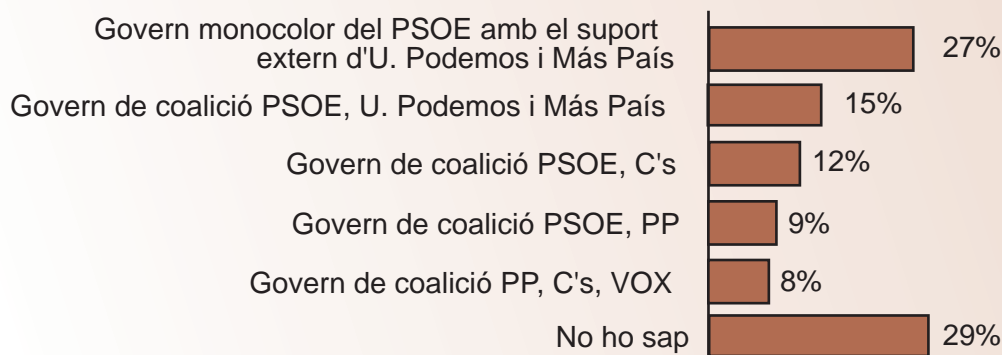 Govern monocolor del PSOE amb el suport
extern d'U. Podemos i Más País
27%
Govern de coalició PSOE, U. Podemos i Más País
15%
Govern de coalició PSOE, C's
12%
Govern de coalició PSOE, PP
9%
Govern de coalició PP, C's, VOX
8%
No ho sap
29%